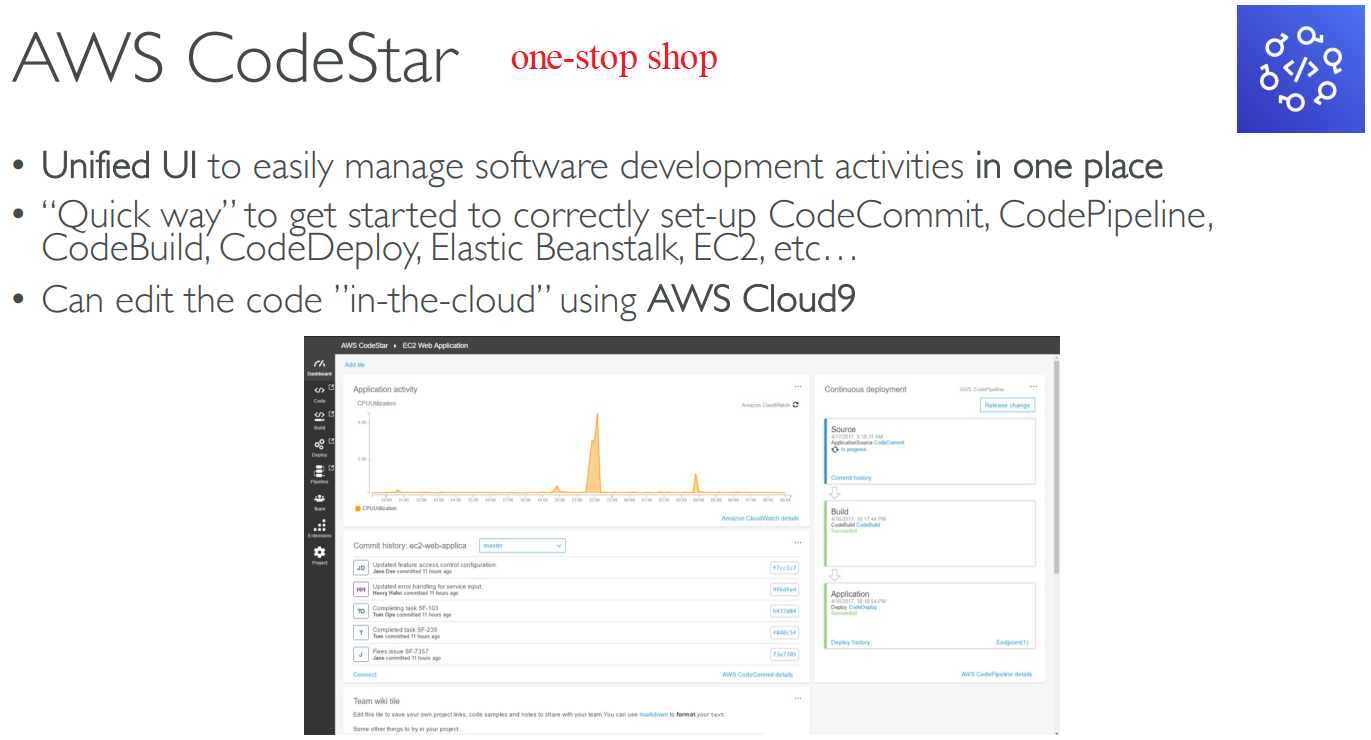 AWS CodeStar one-stop shop
• Unified UI to easily manage software development activities in one place
• “Quick way” to get started to correctly set-up CodeCommit, CodePipeline,
CodeBuild, CodeDeploy, Elastic Beanstalk, EC2, etc…
• Can edit the code ”in-the-cloud” using AWS Cloud9
AWS CodeStar › EC2 Web Application
Dashboard
Code
Build
Deploy
Pipeline
Team
Extensions
Project
Add tile
Application activity
CPUUtilization
Amazon CloudWatch
CPUUtilization
Amazon CloudWatch details
Commit history: ec2-web-applica master
JD Updated feature access control configuration.
Jane Dev committed 11 hours ago
f7cc1c7
HH Updated error handling for service input.
Henry Hahn committed 11 hours ago
TO Completing task SF-103.
Tom Ops committed 11 hours ago
b437d04
T Completed task SF-235
Tom committed 11 hours ago
f840c5f
J Fixes issue SF-7357
Jane committed 11 hours ago
73e7705
Connect
AWS CodeCommit details
Team wiki tile
Edit this tile to save your own project links, code samples and notes to share with your team. You can use markdown to format your text.
Some other things to try in your project...
Continuous deployment AWS CodePipeline
Release change
Source
4/17/2017, 9:18:31 AM
ApplicationSource CodeCommit
In progress
Commit history
Build
4/16/2017, 10:17:44 PM
CodeBuild CodeBuild
Succeeded
Application
4/16/2017, 10:18:54 PM
Deploy CodeDeploy
Succeeded
Deploy history Endpoint(1)
AWS CodePipeline details